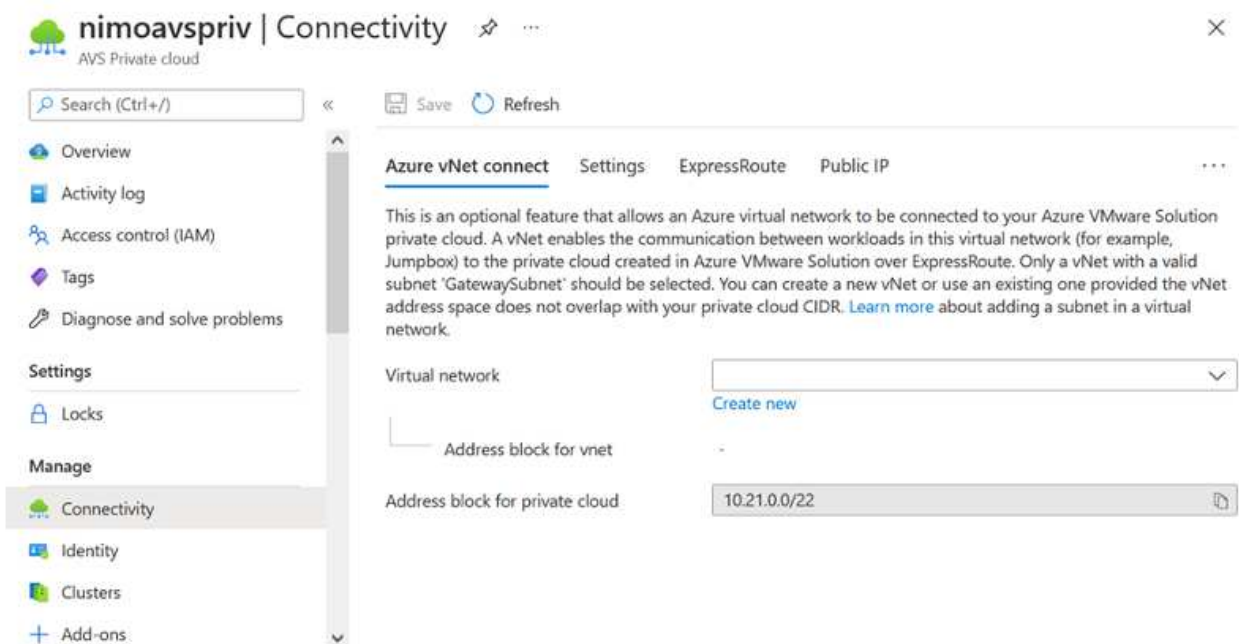 nimoavspriv | Connectivity
AVS Private cloud
Search (Ctrl+/)
Overview
Activity log
Access control (IAM)
Tags
Diagnose and solve problems
Settings
Locks
Manage
Connectivity
Identity
Clusters
Add-ons
Save Refresh
Azure vNet connect Settings ExpressRoute Public IP
This is an optional feature that allows an Azure virtual network to be connected to your Azure VMware Solution
private cloud. A vNet enables the communication between workloads in this virtual network (for example,
Jumpbox) to the private cloud created in Azure VMware Solution over ExpressRoute. Only a vNet with a valid
subnet 'GatewaySubnet' should be selected. You can create a new vNet or use an existing one provided the vNet
address space does not overlap with your private cloud CIDR. Learn more about adding a subnet in a virtual
network.
Virtual network
Create new
Address block for vnet -
Address block for private cloud 10.21.0.0/22